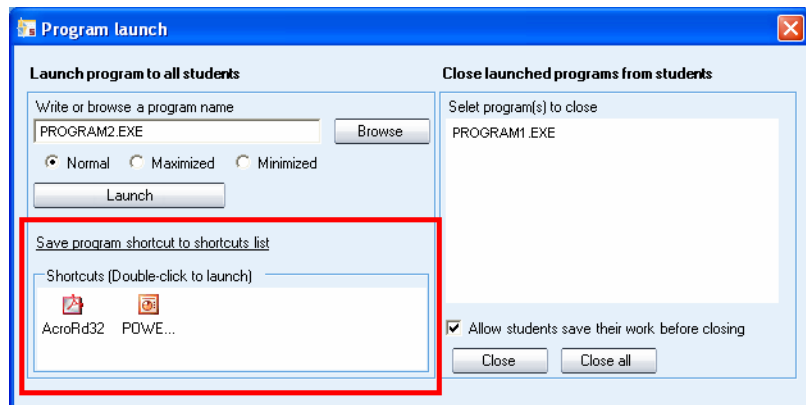 Program launch
Launch program to all students
Write or browse a program name
PROGRAM2.EXE
Browse
Normal Maximized Minimized
Launch
Save program shortcut to shortcuts list
Shortcuts (Double-click to launch)
AcroRd32 POWE...
Close launched programs from students
Selet program(s) to close
PROGRAM1.EXE
Allow students save their work before closing
Close Close all